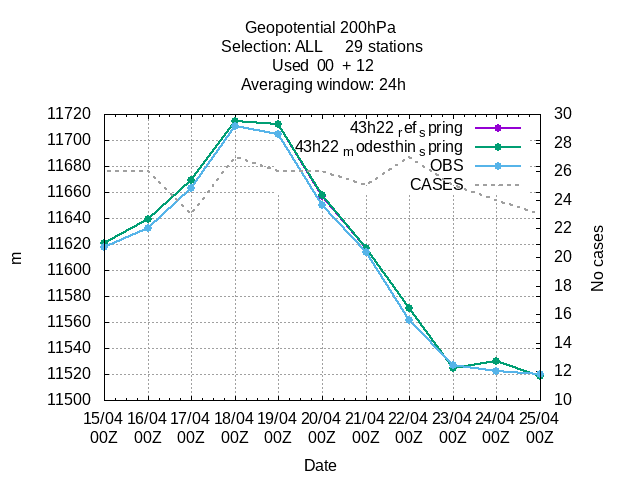 Geopotential 200hPa
Selection: ALL     29 stations
Used  00  + 12
Averaging window: 24h
11720
11700
11680
11660
11640
11620
11600
11580
11560
11540
11520
11500
m
30
28
26
24
22
20
18
16
14
12
10
No cases
43h22 ref spring
43h22 modesthin spring
OBS
CASES
15/04 16/04 17/04 18/04 19/04 20/04 21/04 22/04 23/04 24/04 25/04
00Z 00Z 00Z 00Z 00Z 00Z 00Z 00Z 00Z 00Z 00Z
Date